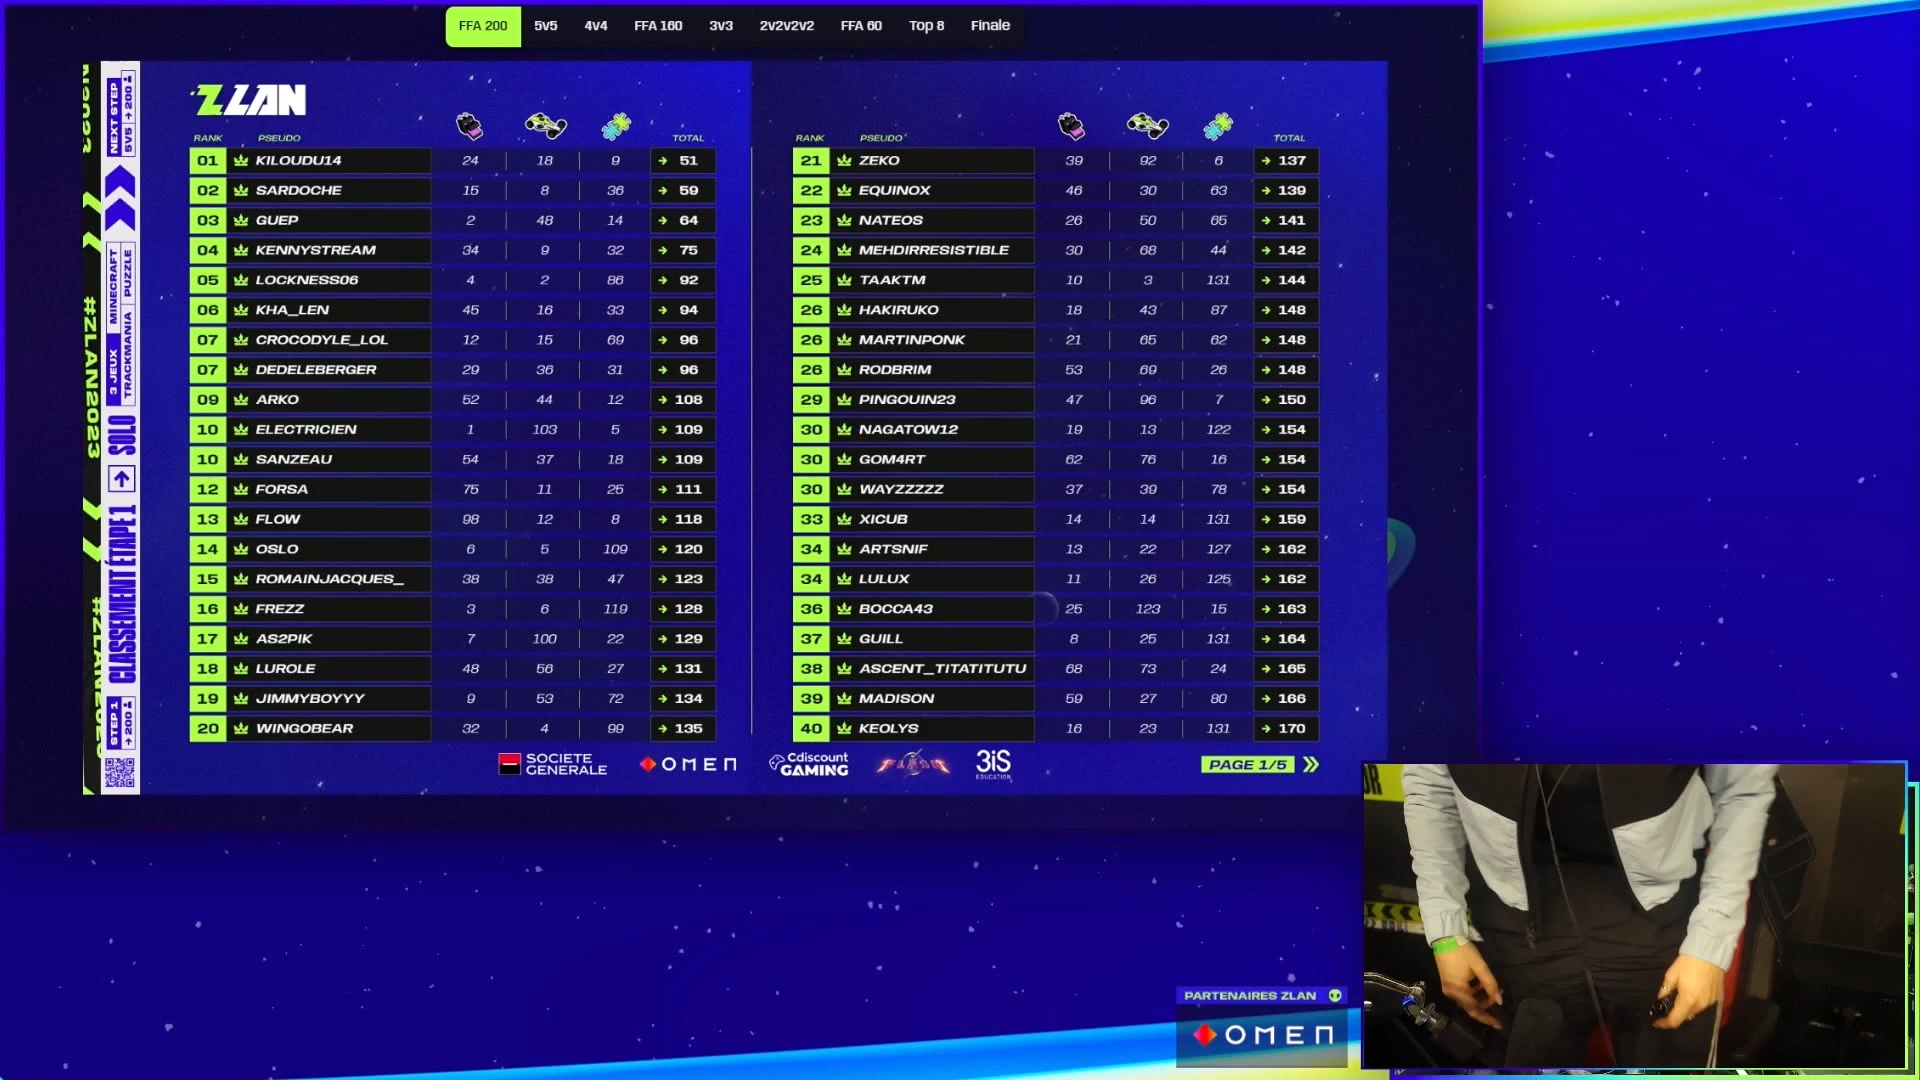 FFA 200 5v5 4v4 FFA 160 3v3 2v2v2v2 FFA 60 Top 8 Finale
ZLAN
RANK PSEUDO TOTAL
01 KILOUDU14 24 18 9 → 51
02 SARDOCHE 15 8 36 → 59
03 GUEP 2 48 14 → 64
04 KENNYSTREAM 34 9 32 → 75
05 LOCKNESS06 4 2 86 → 92
06 KHA_LEN 45 16 33 → 94
07 CROCODYLE_LOL 12 15 69 → 96
07 DEDELEBERGER 29 36 31 → 96
09 ARKO 52 44 12 → 108
10 ELECTRICIEN 1 103 5 → 109
10 SANZEAU 54 37 18 → 109
12 FORSA 75 11 25 → 111
13 FLOW 98 12 8 → 118
14 OSLO 6 5 109 → 120
15 ROMAINJACQUES_ 38 38 47 → 123
16 FREZZ 3 6 119 → 128
17 AS2PIK 7 100 22 → 129
18 LUROLE 48 56 27 → 131
19 JIMMYBOYYY 9 53 72 → 134
20 WINGOBEAR 32 4 99 → 135
RANK PSEUDO TOTAL
21 ZEKO 39 92 6 → 137
22 EQUINOX 46 30 63 → 139
23 NATEOS 26 50 65 → 141
24 MEHDIRRESISTIBLE 30 68 44 → 142
25 TAAKTM 10 3 131 → 144
26 HAKIRUKO 18 43 87 → 148
26 MARTINPONK 21 65 62 → 148
26 RODBRIM 53 69 26 → 148
29 PINGOUIN23 47 96 7 → 150
30 NAGATOW12 19 13 122 → 154
30 GOM4RT 62 76 16 → 154
30 WAYZZZZZ 37 39 78 → 154
33 XICUB 14 14 131 → 159
34 ARTSNIF 13 22 127 → 162
34 LULUX 11 26 125 → 162
36 BOCCA43 25 123 15 → 163
37 GUILL 8 25 131 → 164
38 ASCENT_TITATITUTU 68 73 24 → 165
39 MADISON 59 27 80 → 166
40 KEOLYS 16 23 131 → 170
STEP 1 → 200
CLASSEMENT ÉTAPE 1 → SOLO
3 JEUX MINECRAFT
TRACKMANIA PUZZLE
NEXT STEP
5V5 → 200
#ZLAN2023
SOCIETE GENERALE
OMEN
Cdiscount GAMING
FLASH
3iS EDUCATION
PAGE 1/5
PARTENAIRES ZLAN
OMEN